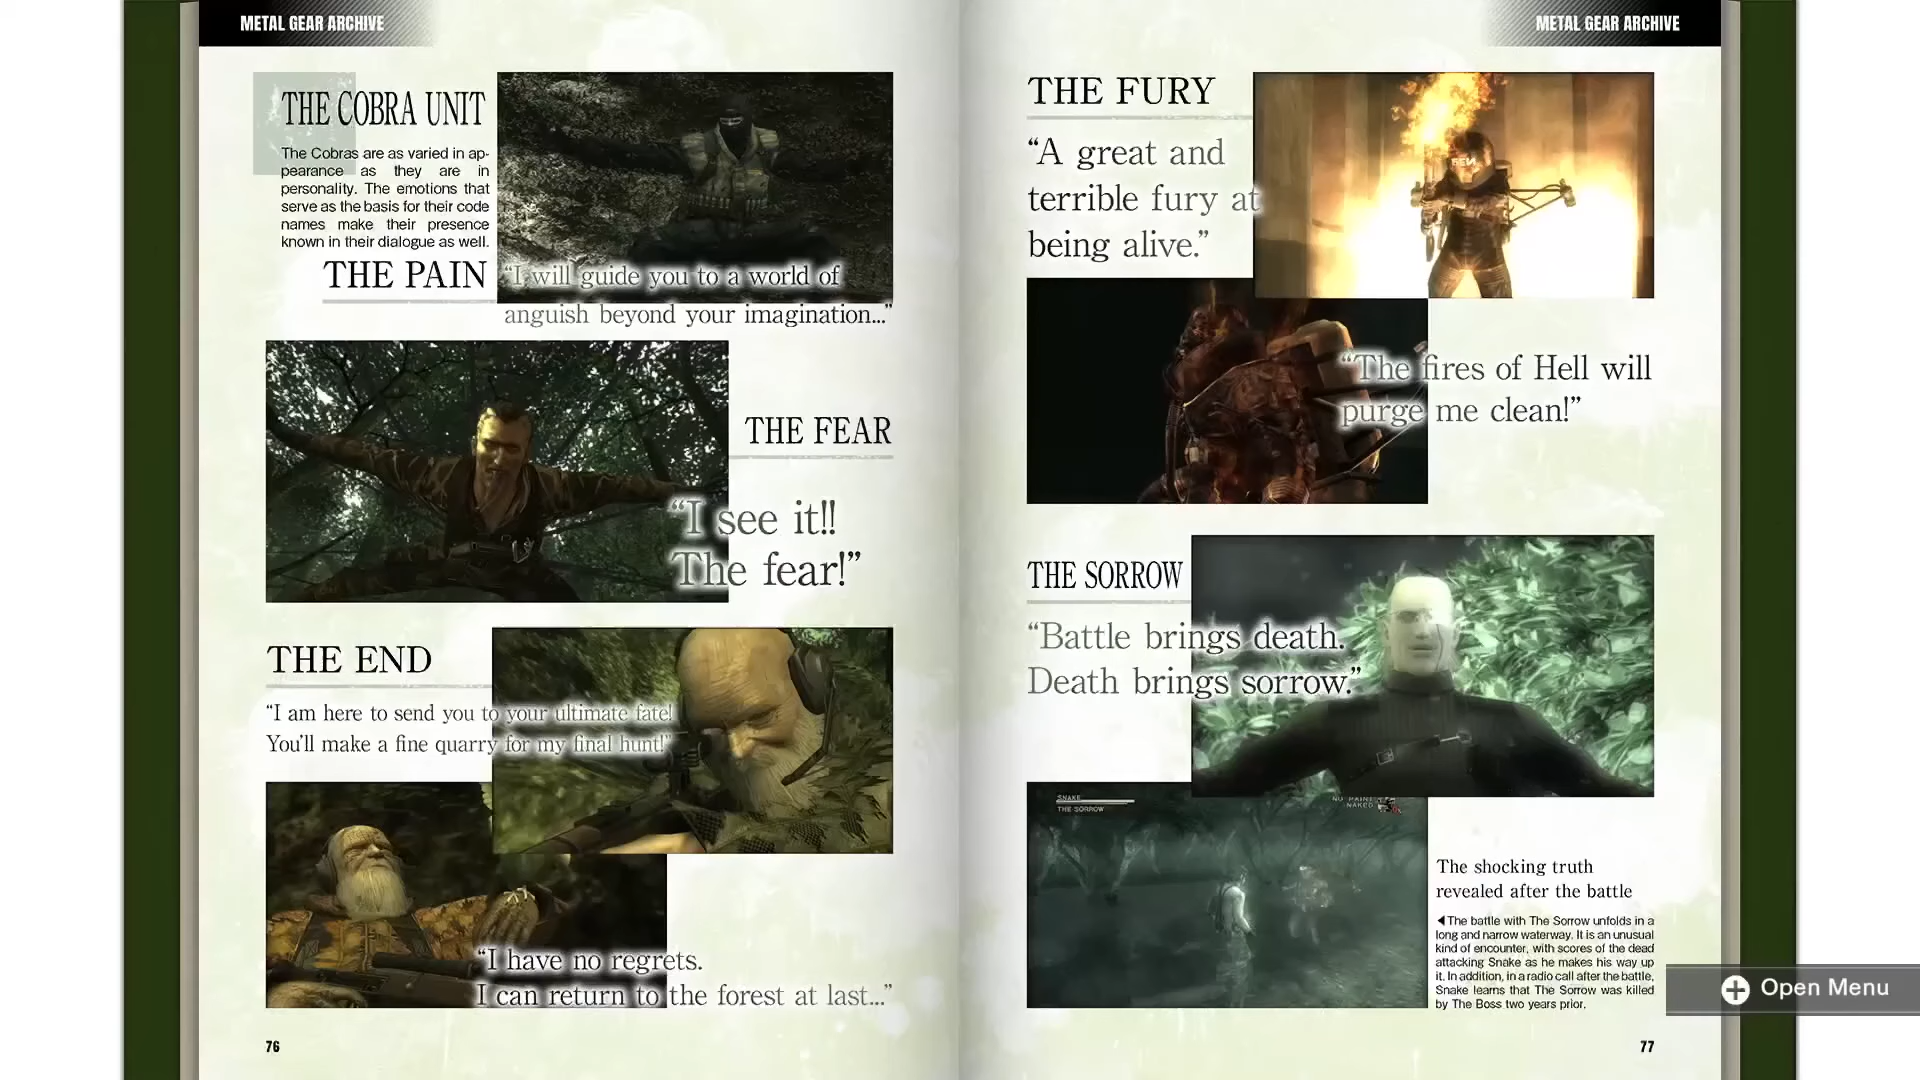 METAL GEAR ARCHIVE
THE COBRA UNIT
The Cobras are as varied in ap-
pearance as they are in
personality. The emotions that
serve as the basis for their code
names make their presence
known in their dialogue as well.
THE PAIN
“I will guide you to a world of
anguish beyond your imagination...”
THE FEAR
“I see it!!
The fear!”
THE END
“I am here to send you to your ultimate fate!
You'll make a fine quarry for my final hunt!”
“I have no regrets.
I can return to the forest at last...”
76
METAL GEAR ARCHIVE
THE FURY
“A great and
terrible fury at
being alive.”
“The fires of Hell will
purge me clean!”
THE SORROW
“Battle brings death.
Death brings sorrow.”
SNAKE
THE SORROW
NO PAINT
NAKED
The shocking truth
revealed after the battle
◀The battle with The Sorrow unfolds in a
long and narrow waterway. It is an unusual
kind of encounter, with scores of the dead
attacking Snake as he makes his way up
it. In addition, in a radio call after the battle,
Snake learns that The Sorrow was killed
by The Boss two years prior.
77
Open Menu